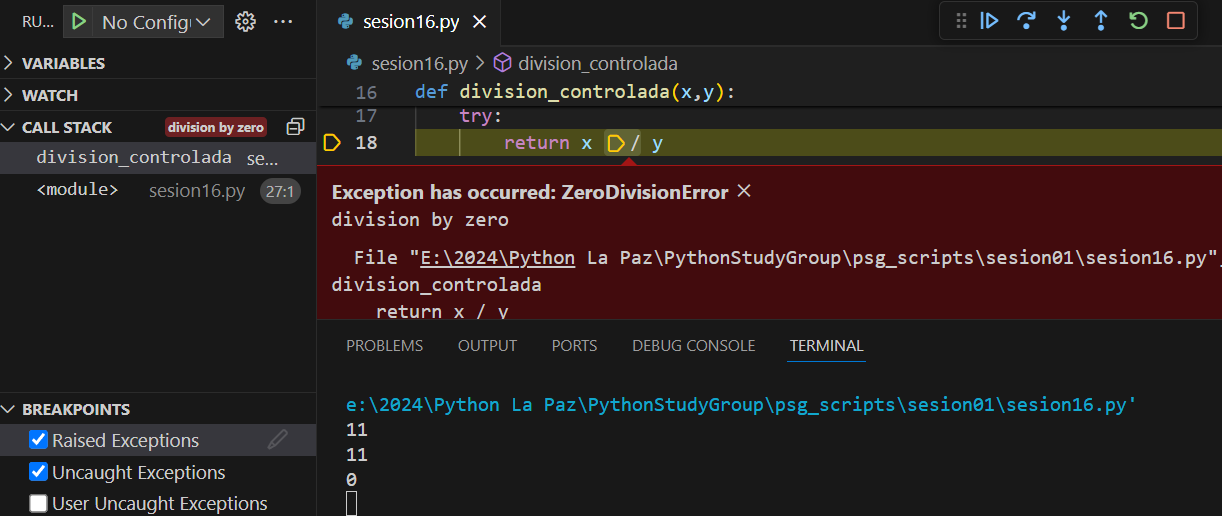 RU...
No Config
...
VARIABLES
WATCH
CALL STACK division by zero
division_controlada se...
<module> sesion16.py 27:1
BREAKPOINTS
Raised Exceptions
Uncaught Exceptions
User Uncaught Exceptions
sesion16.py
sesion16.py > division_controlada
16 def division_controlada(x,y):
17 try:
18 return x / y
Exception has occurred: ZeroDivisionError
division by zero
File "E:\2024\Python La Paz\PythonStudyGroup\psg_scripts\sesion01\sesion16.py",
division_controlada
return x / y
PROBLEMS OUTPUT PORTS DEBUG CONSOLE TERMINAL
e:\2024\Python La Paz\PythonStudyGroup\psg_scripts\sesion01\sesion16.py'
11
11
0